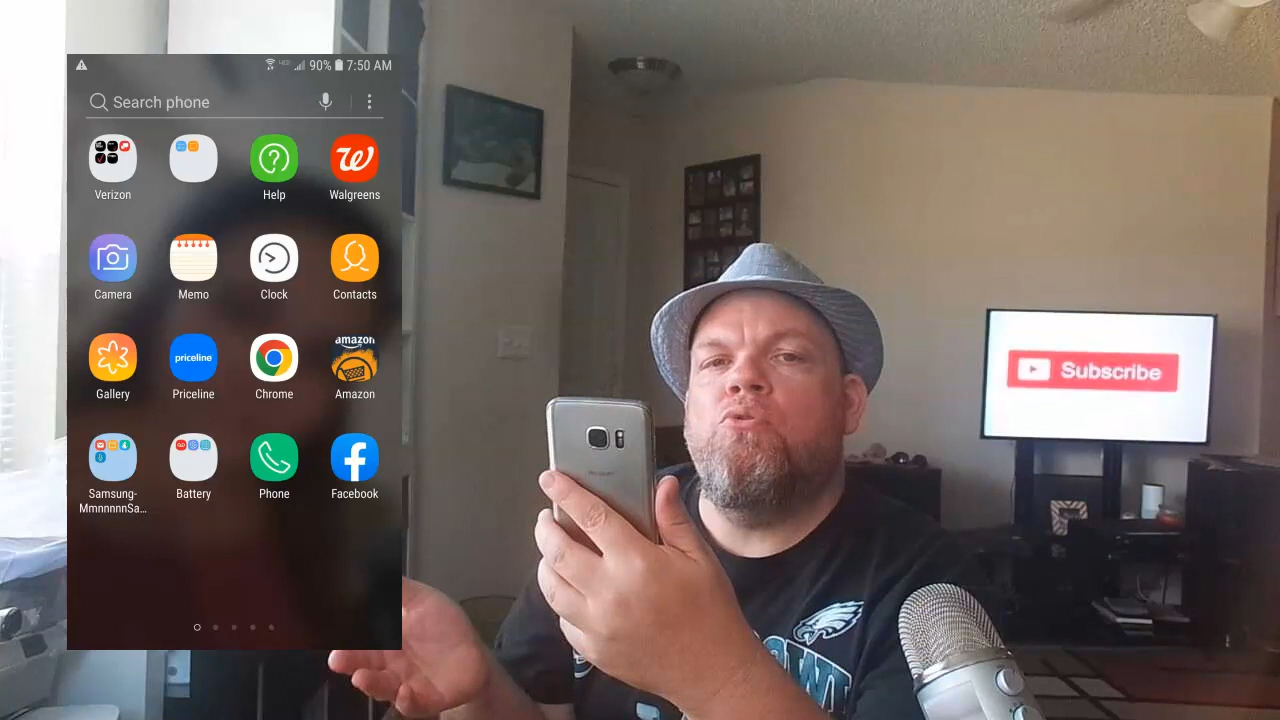 90% 7:50 AM
Search phone
Verizon
Help
Walgreens
Camera
Memo
Clock
Contacts
amazon
priceline
Gallery
Priceline
Chrome
Amazon
Samsung-
MmnnnnnSa...
Battery
Phone
Facebook
Subscribe